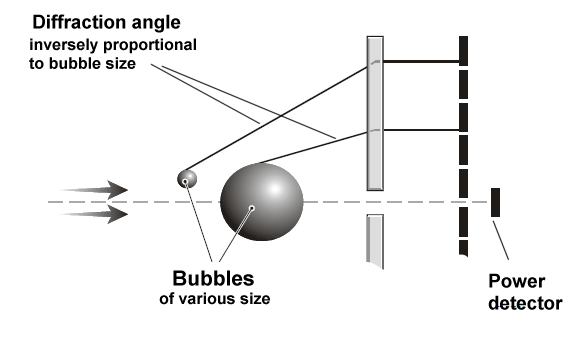 Diffraction angle
inversely proportional
to bubble size
Bubbles
of various size
Power
detector